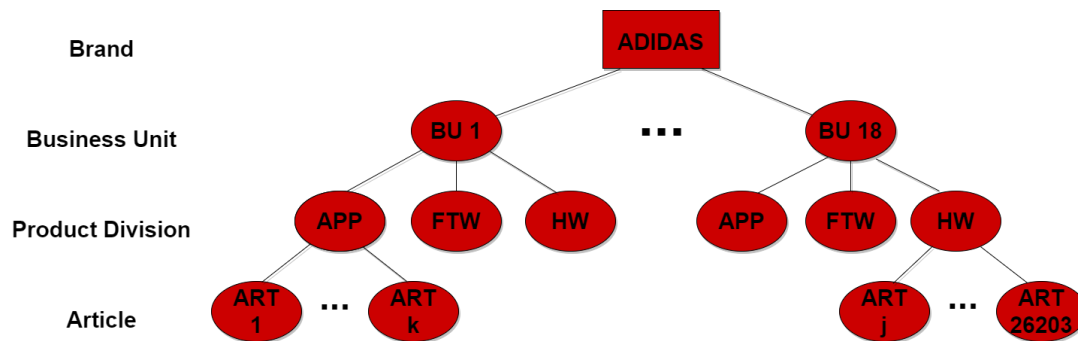 Brand
ADIDAS
Business Unit
BU 1
...
BU 18
Product Division
APP
FTW
HW
APP
FTW
HW
Article
ART
1
...
ART
k
ART
j
...
ART
26203